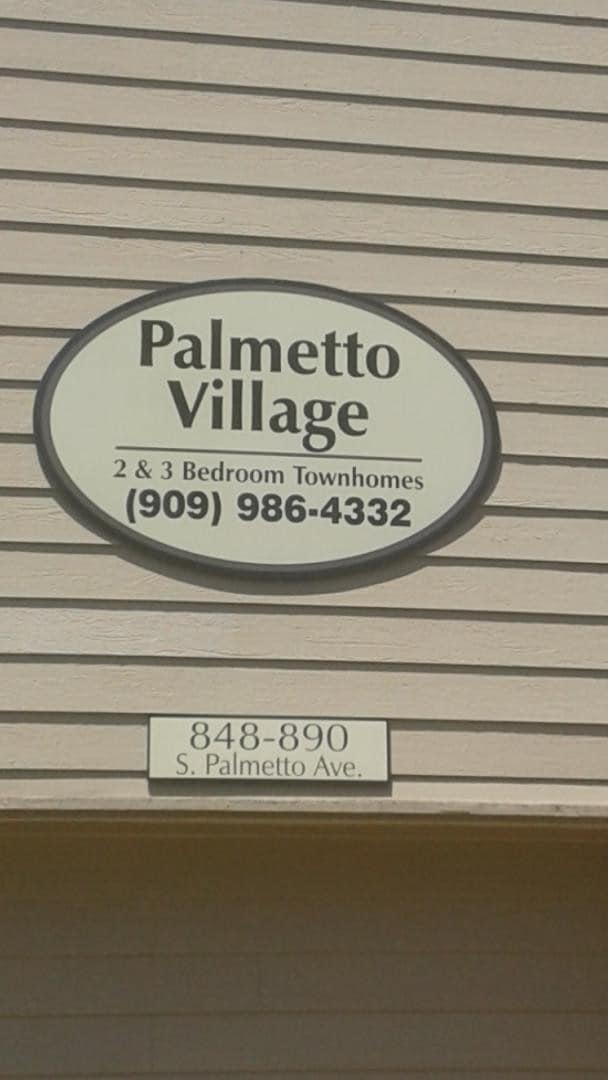 Palmetto
Village
2 & 3 Bedroom Townhomes
(909) 986-4332
848-890
S. Palmetto Ave.